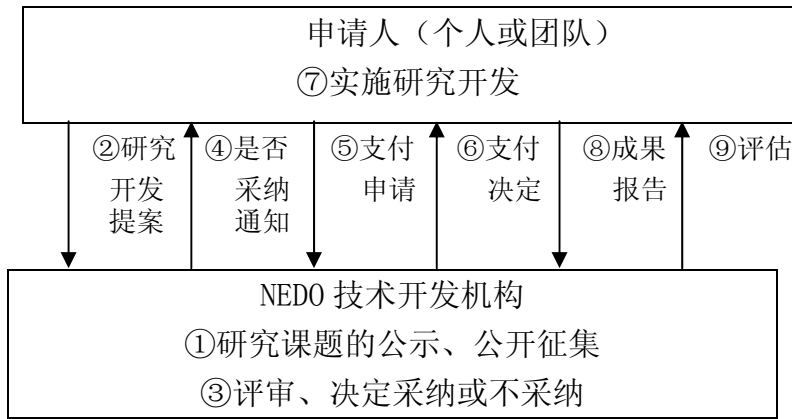 申请人（个人或团队）
⑦实施研究开发
②研究
开发
提案
④是否
采纳
通知
⑤支付
申请
⑥支付
决定
⑧成果
报告
⑨评估
NEDO 技术开发机构
①研究课题的公示、公开征集
③评审、决定采纳或不采纳